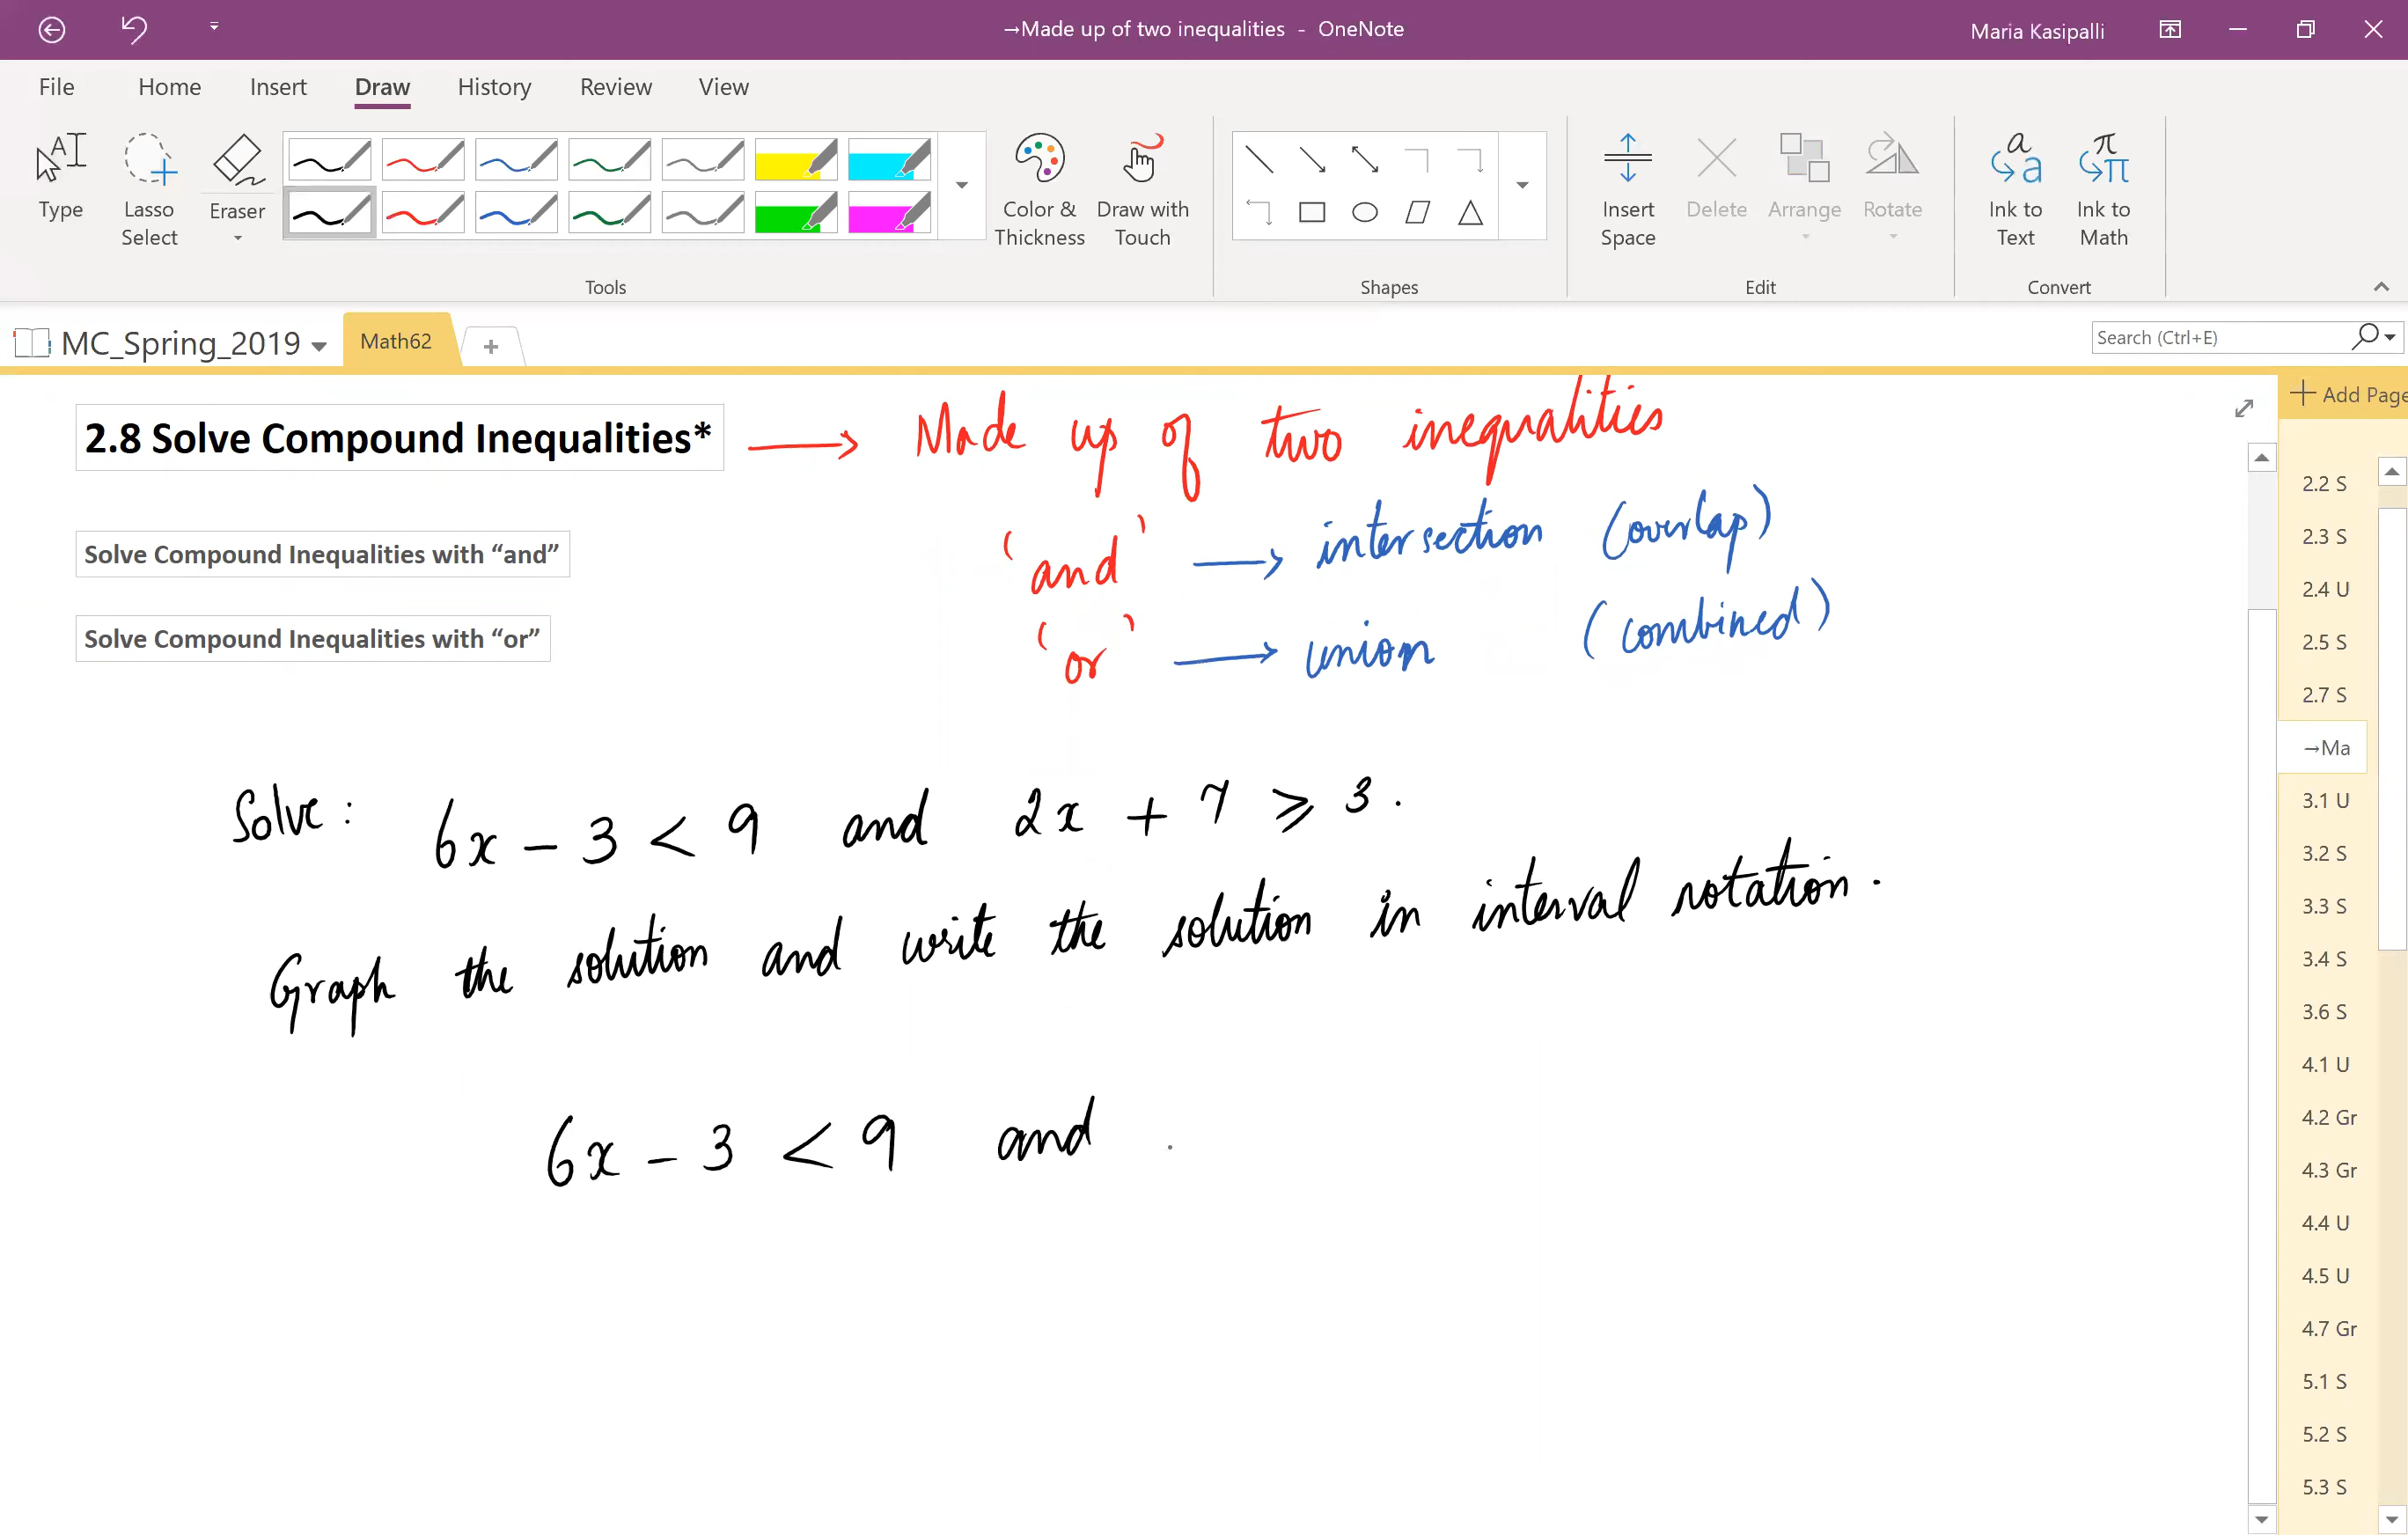 →Made up of two inequalities - OneNote
Maria Kasipalli
File Home Insert Draw History Review View
Type
Lasso Select
Eraser
Color & Thickness
Draw with Touch
Insert Space
Delete
Arrange
Rotate
Ink to Text
Ink to Math
Tools
Shapes
Edit
Convert
MC_Spring_2019
Math62
Search (Ctrl+E)
Add Page
2.8 Solve Compound Inequalities* → Made up of two inequalities
Solve Compound Inequalities with “and”
'and' → intersection (overlap)
Solve Compound Inequalities with “or”
'or' → union (combined)
Solve: 6x - 3 < 9 and 2x + 7 ⩾ 3.
Graph the solution and write the solution in interval notation.
6x - 3 < 9 and
2.2 S
2.3 S
2.4 U
2.5 S
2.7 S
→Ma
3.1 U
3.2 S
3.3 S
3.4 S
3.6 S
4.1 U
4.2 Gr
4.3 Gr
4.4 U
4.5 U
4.7 Gr
5.1 S
5.2 S
5.3 S